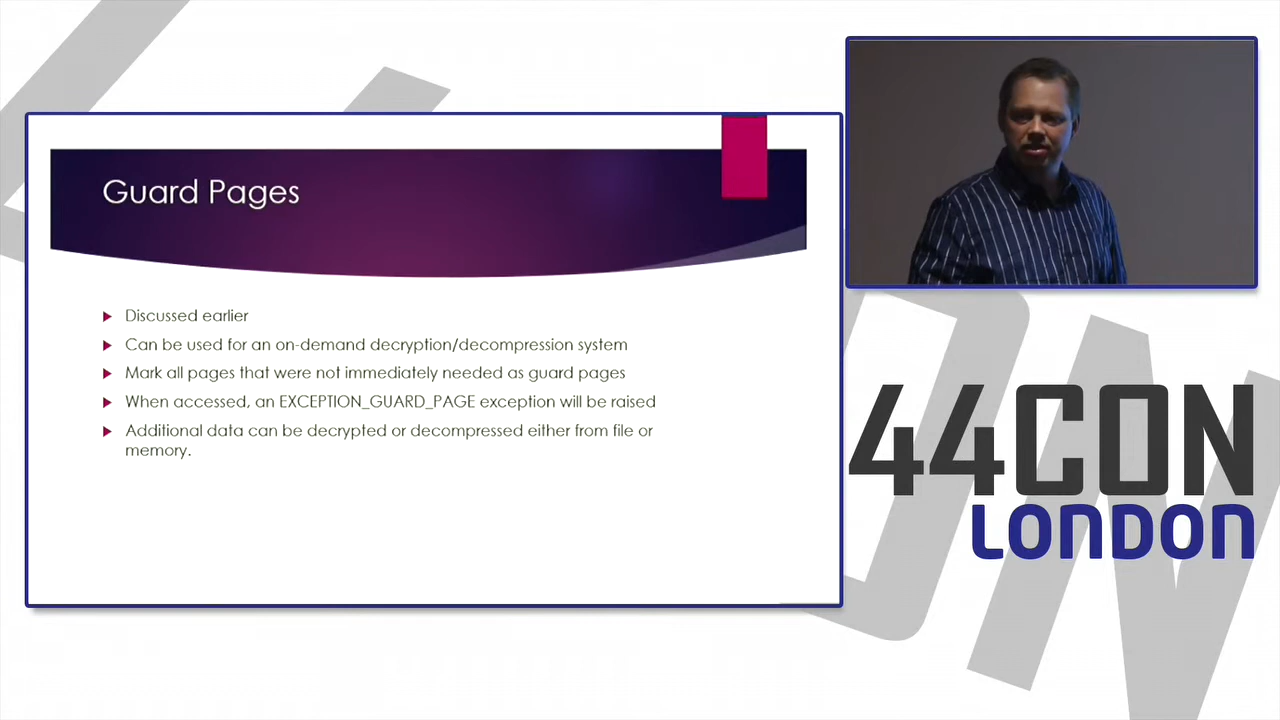 Guard Pages
Discussed earlier
Can be used for an on-demand decryption/decompression system
Mark all pages that were not immediately needed as guard pages
When accessed, an EXCEPTION_GUARD_PAGE exception will be raised
Additional data can be decrypted or decompressed either from file or
memory.
44CON
LONDON